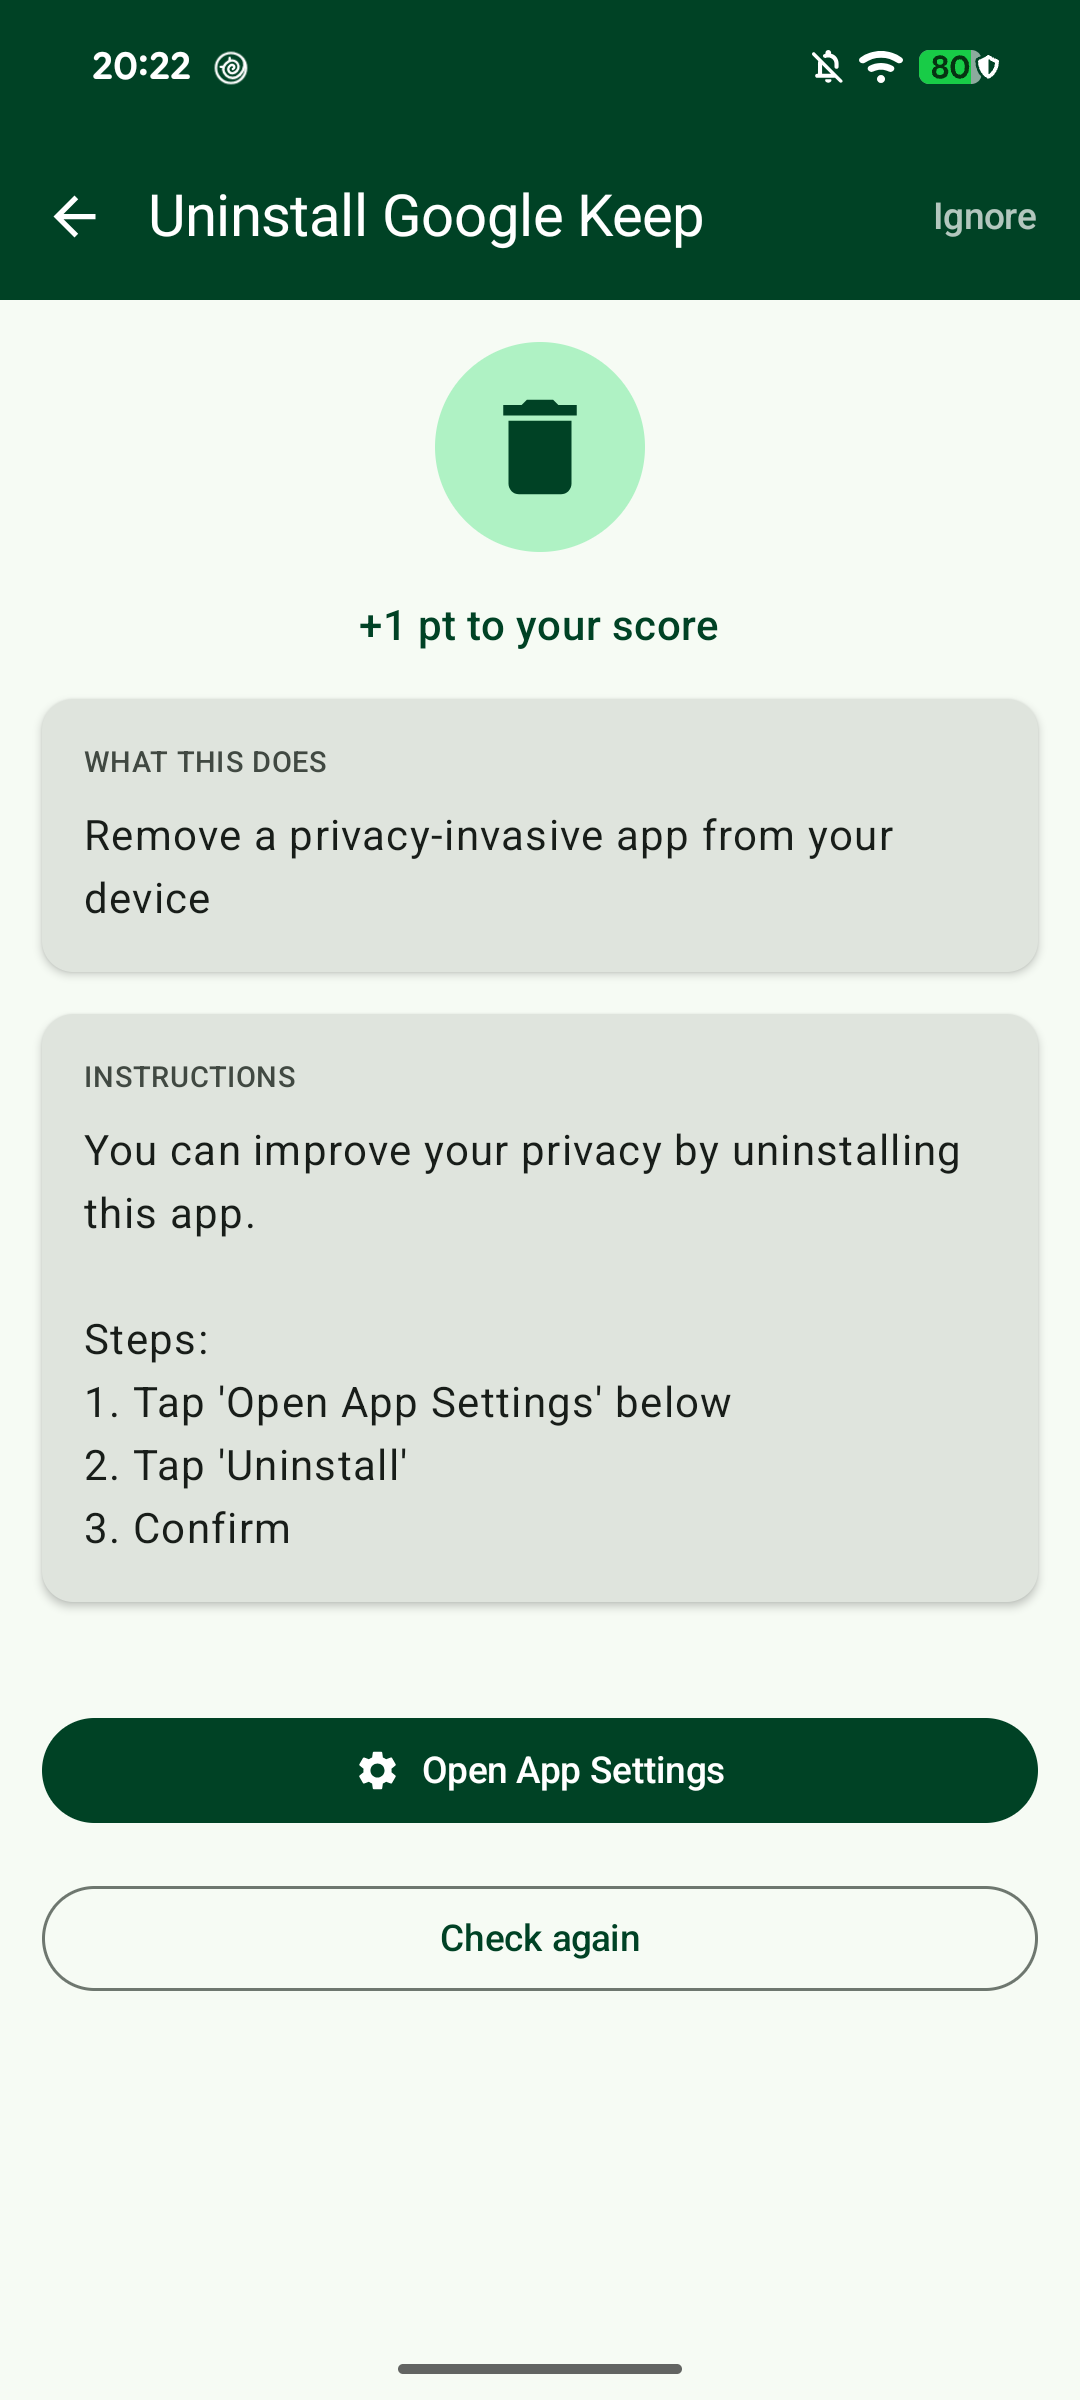 20:22
80
Uninstall Google Keep
Ignore
+1 pt to your score
WHAT THIS DOES
Remove a privacy-invasive app from your
device
INSTRUCTIONS
You can improve your privacy by uninstalling
this app.
Steps:
1. Tap 'Open App Settings' below
2. Tap 'Uninstall'
3. Confirm
Open App Settings
Check again